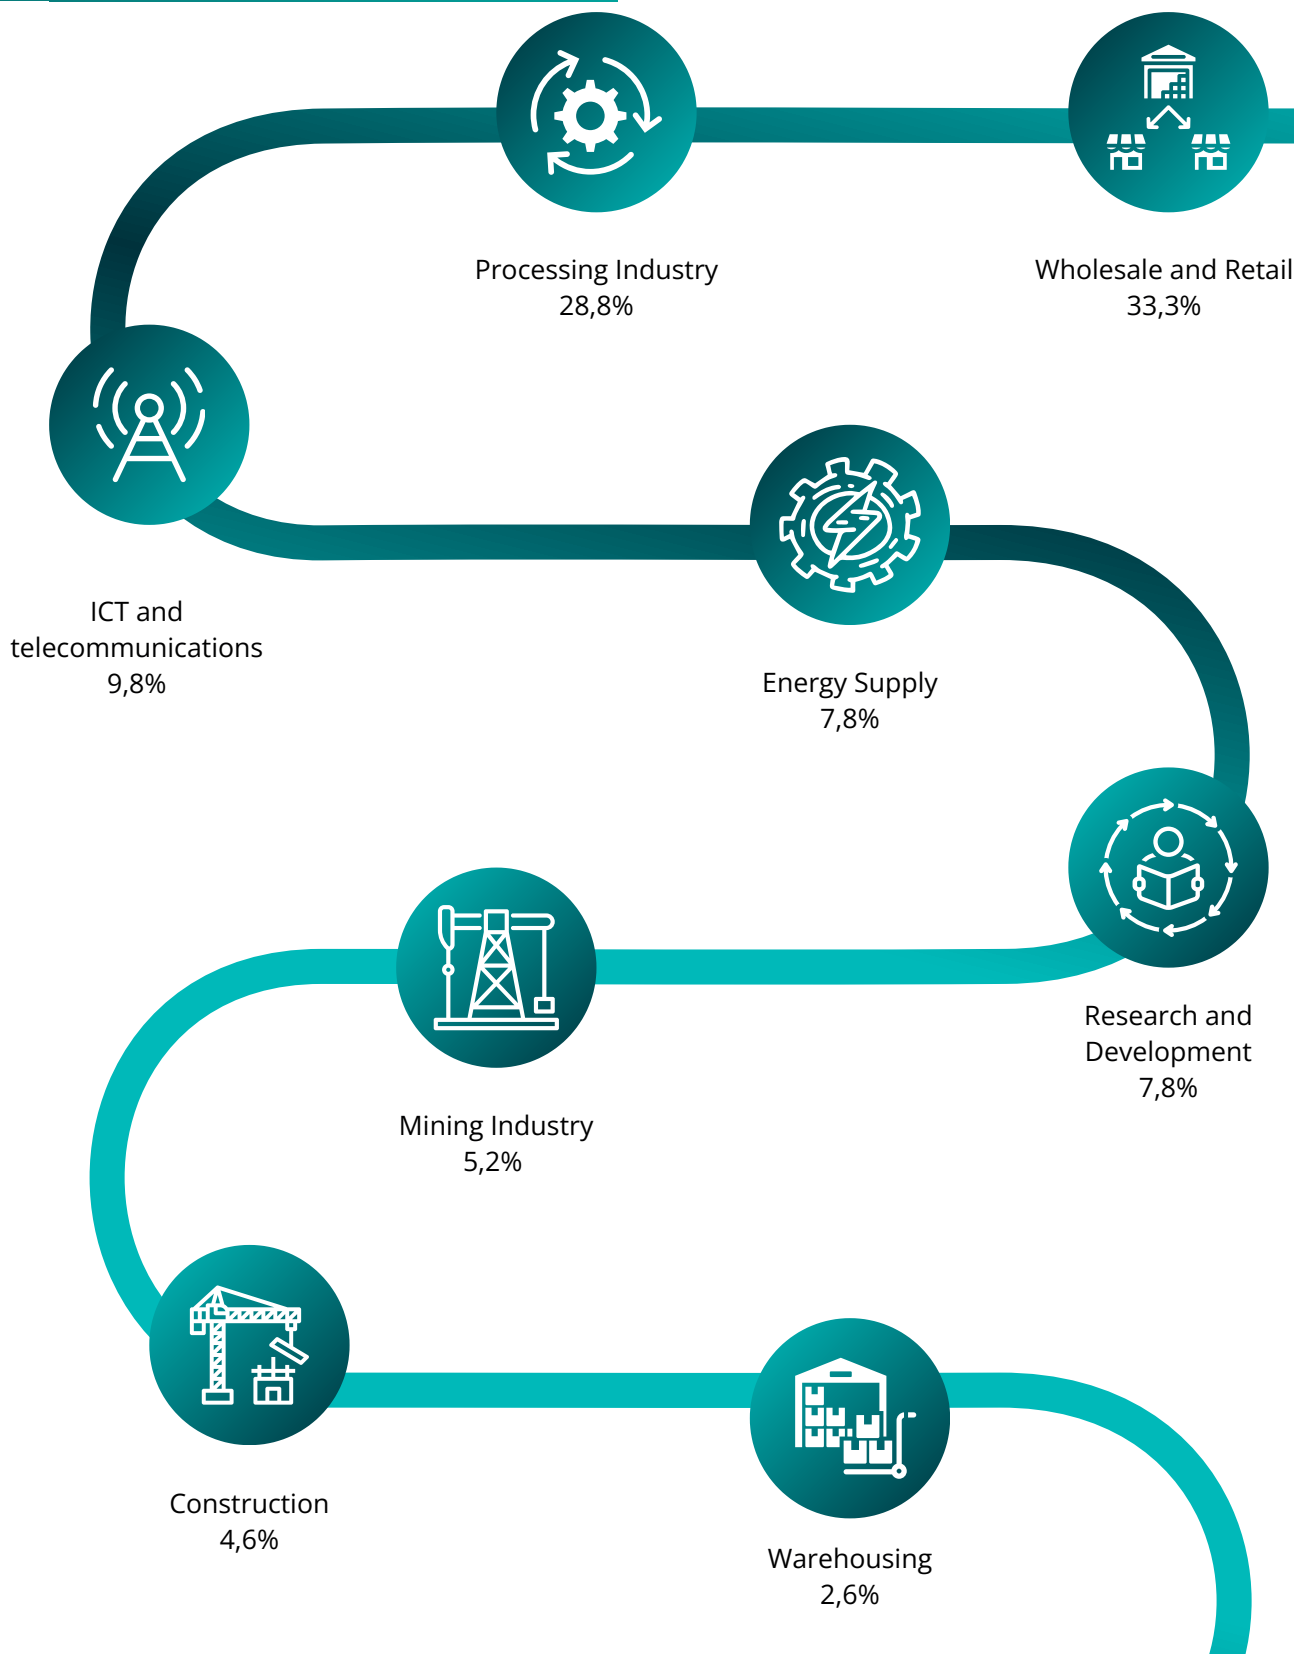 Processing Industry
28,8%
Wholesale and Retail
33,3%
ICT and
telecommunications
9,8%
Energy Supply
7,8%
Research and
Development
7,8%
Mining Industry
5,2%
Construction
4,6%
Warehousing
2,6%